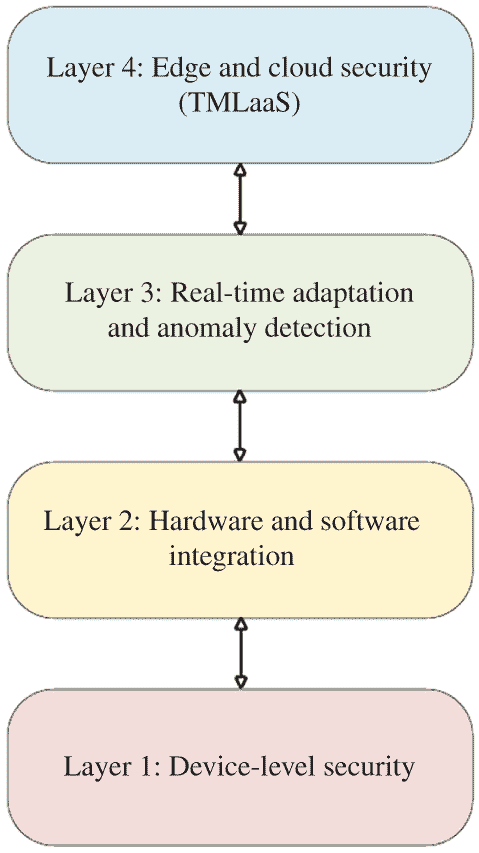 Layer 4: Edge and cloud security
(TMLaaS)
Layer 3: Real-time adaptation
and anomaly detection
Layer 2: Hardware and software
integration
Layer 1: Device-level security